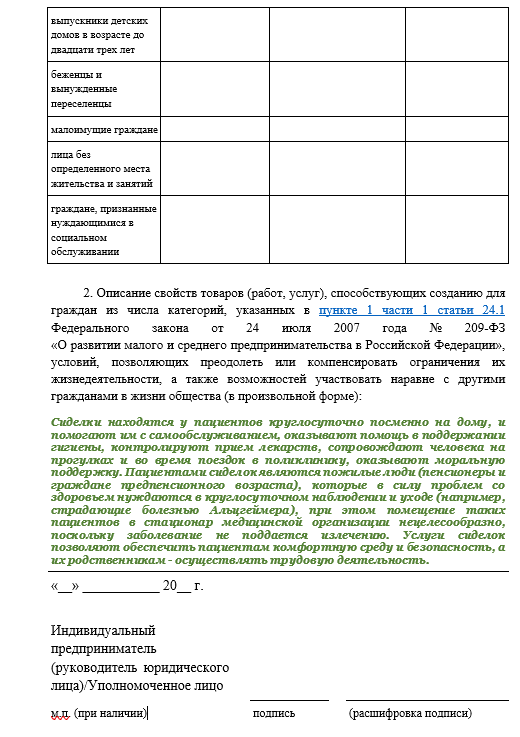 выпускники детских
домов в возрасте до
двадцати трех лет
беженцы и
вынужденные
переселенцы
малоимущие граждане
лица без
определенного места
жительства и занятий
граждане, признанные
нуждающимися в
социальном
обслуживании
2. Описание свойств товаров (работ, услуг), способствующих созданию для
граждан из числа категорий, указанных в пункте 1 части 1 статьи 24.1
Федерального закона от 24 июля 2007 года № 209-ФЗ
«О развитии малого и среднего предпринимательства в Российской Федерации»,
условий, позволяющих преодолеть или компенсировать ограничения их
жизнедеятельности, а также возможностей участвовать наравне с другими
гражданами в жизни общества (в произвольной форме):
Сиделки находятся у пациентов круглосуточно посменно на дому, и
помогают им с самообслуживанием, оказывают помощь в поддержании
гигиены, контролируют прием лекарств, сопровождают человека на
прогулках и во время поездок в поликлинику, оказывают моральную
поддержку. Пациентами сиделок являются пожилые люди (пенсионеры и
граждане предпенсионного возраста), которые в силу проблем со
здоровьем нуждаются в круглосуточном наблюдении и уходе (например,
страдающие болезнью Альцгеймера), при этом помещение таких
пациентов в стационар медицинской организации нецелесообразно,
поскольку заболевание не поддается излечению. Услуги сиделок
позволяют обеспечить пациентам комфортную среду и безопасность, а
их родственникам - осуществлять трудовую деятельность.
«__» ___________ 20__ г.
Индивидуальный
предприниматель
(руководитель юридического
лица)/Уполномоченное лицо
м.п. (при наличии) подпись (расшифровка подписи)